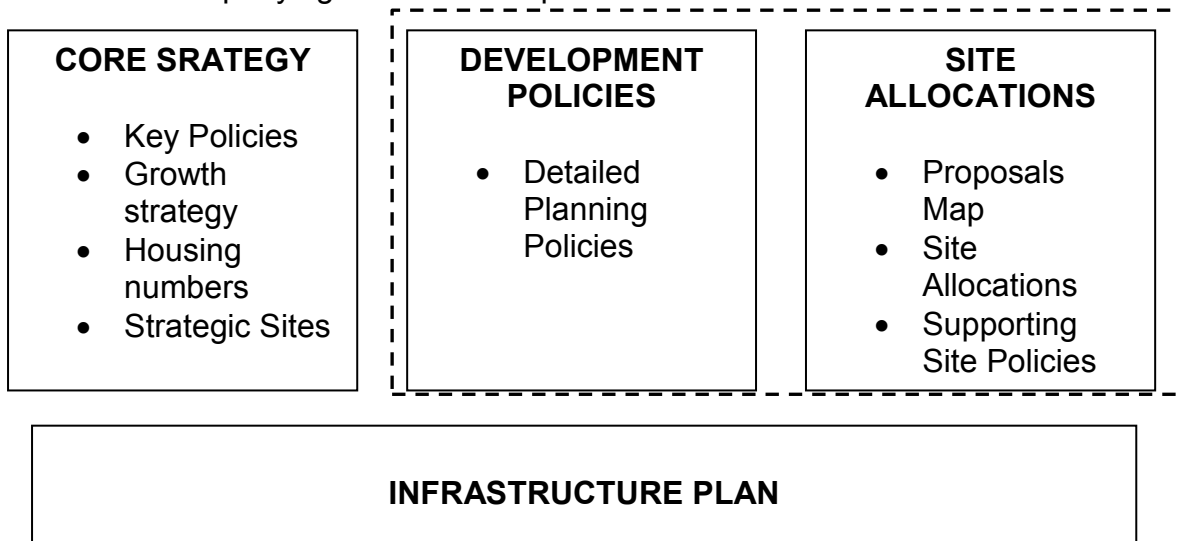 CORE SRATEGY
• Key Policies
• Growth
strategy
• Housing
numbers
• Strategic Sites
DEVELOPMENT
POLICIES
• Detailed
Planning
Policies
SITE
ALLOCATIONS
• Proposals
Map
• Site
Allocations
• Supporting
Site Policies
INFRASTRUCTURE PLAN